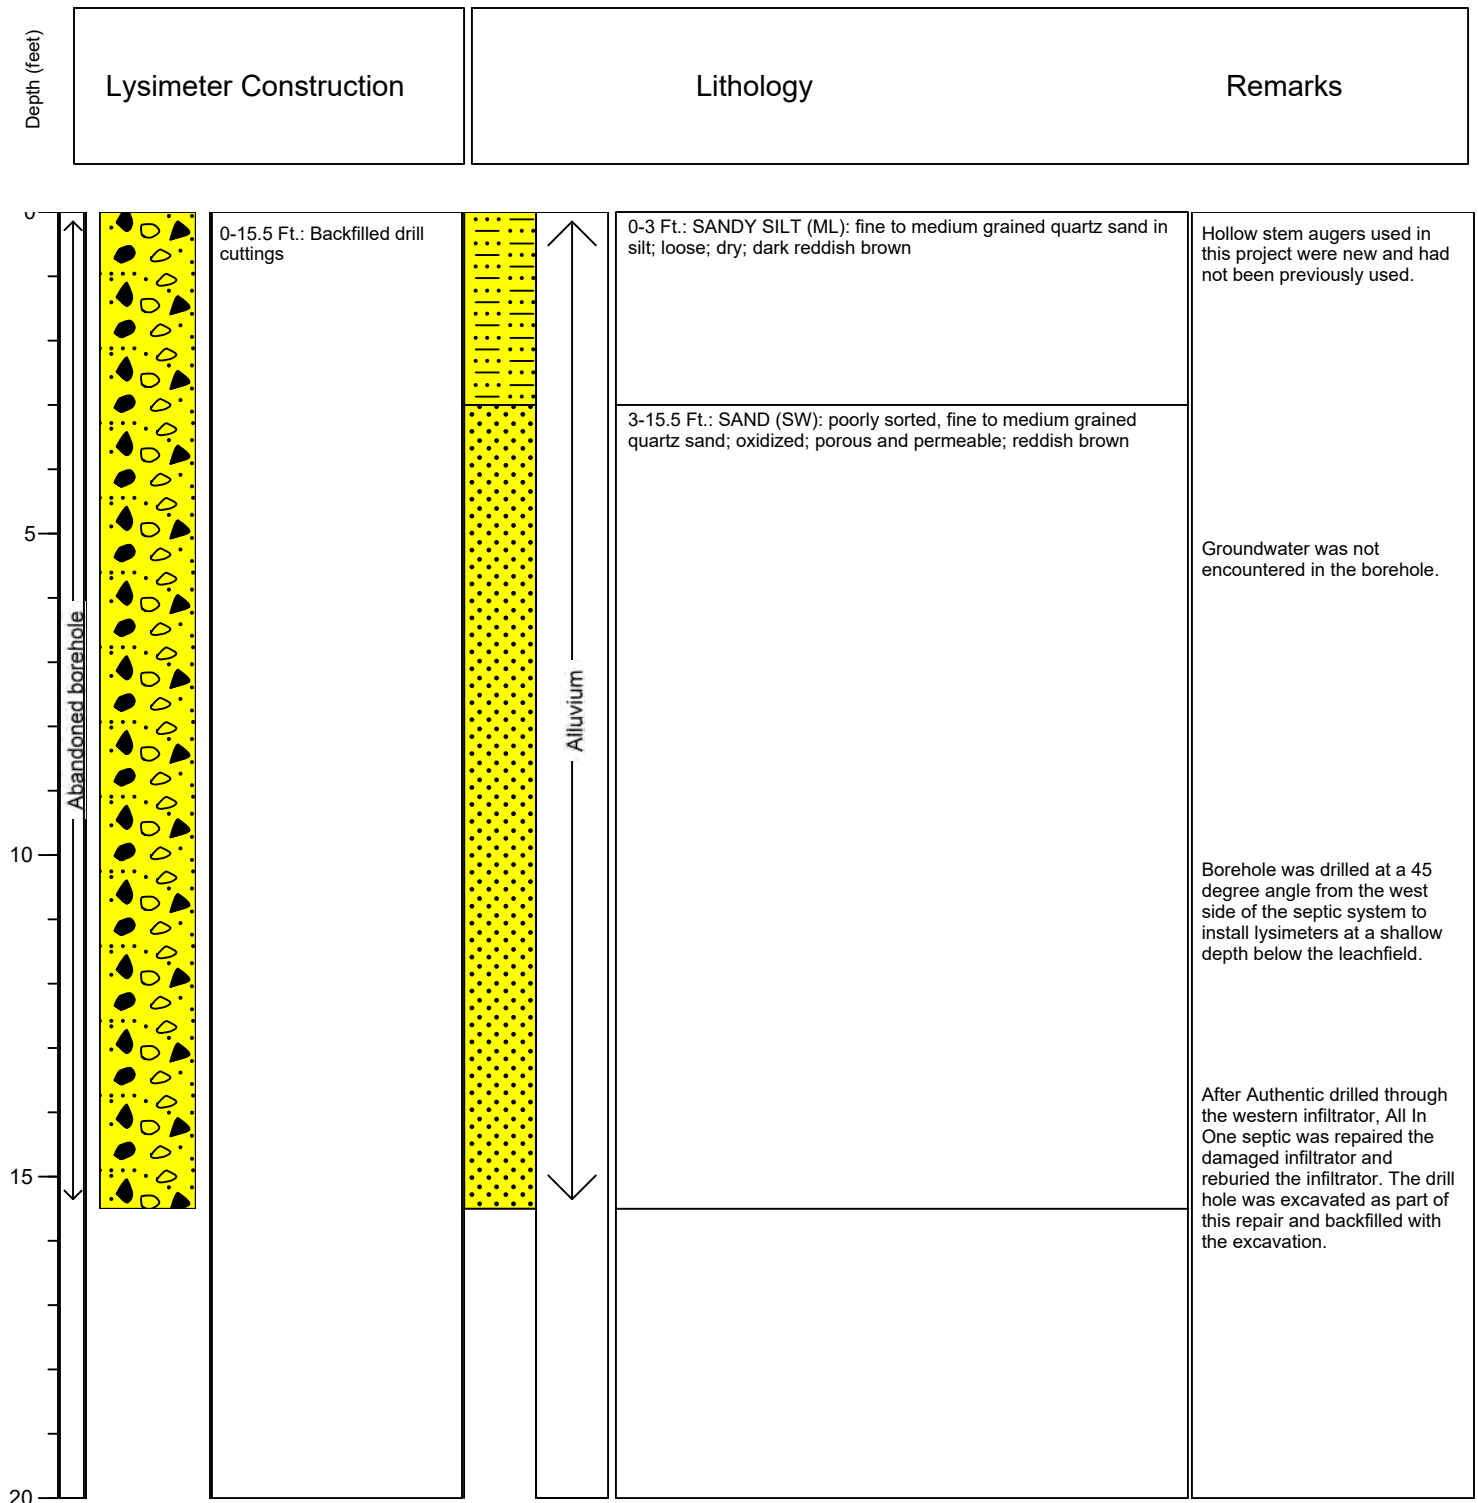 Depth (feet)
Lysimeter Construction
Lithology
Remarks
0
5
10
15
20
Abandoned borehole
0-15.5 Ft.: Backfilled drill
cuttings
Alluvium
0-3 Ft.: SANDY SILT (ML): fine to medium grained quartz sand in
silt; loose; dry; dark reddish brown
3-15.5 Ft.: SAND (SW): poorly sorted, fine to medium grained
quartz sand; oxidized; porous and permeable; reddish brown
Hollow stem augers used in
this project were new and had
not been previously used.
Groundwater was not
encountered in the borehole.
Borehole was drilled at a 45
degree angle from the west
side of the septic system to
install lysimeters at a shallow
depth below the leachfield.
After Authentic drilled through
the western infiltrator, All In
One septic was repaired the
damaged infiltrator and
reburied the infiltrator. The drill
hole was excavated as part of
this repair and backfilled with
the excavation.